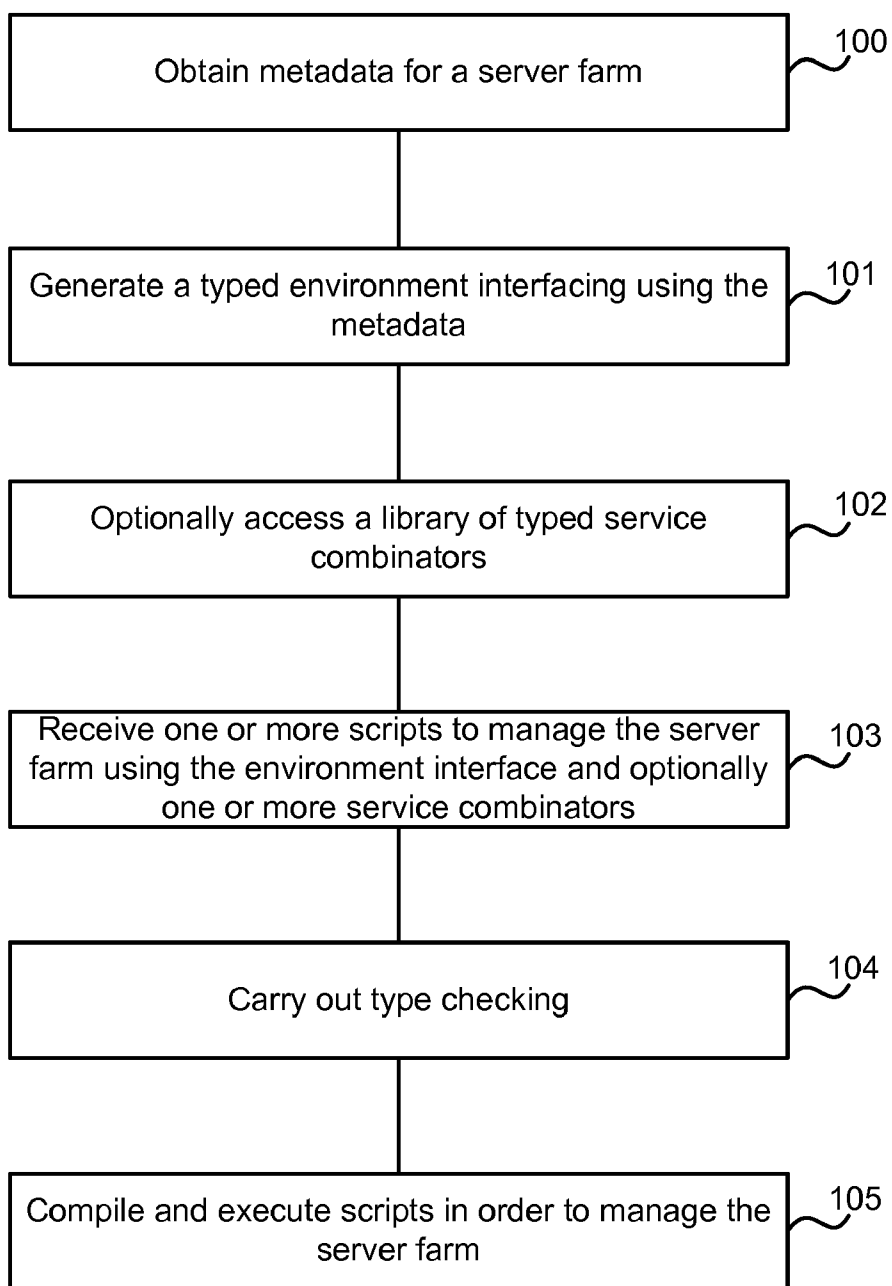 Obtain metadata for a server farm
100
Generate a typed environment interfacing using the
metadata
101
Optionally access a library of typed service
combinators
102
Receive one or more scripts to manage the server
farm using the environment interface and optionally
one or more service combinators
103
Carry out type checking
104
Compile and execute scripts in order to manage the
server farm
105